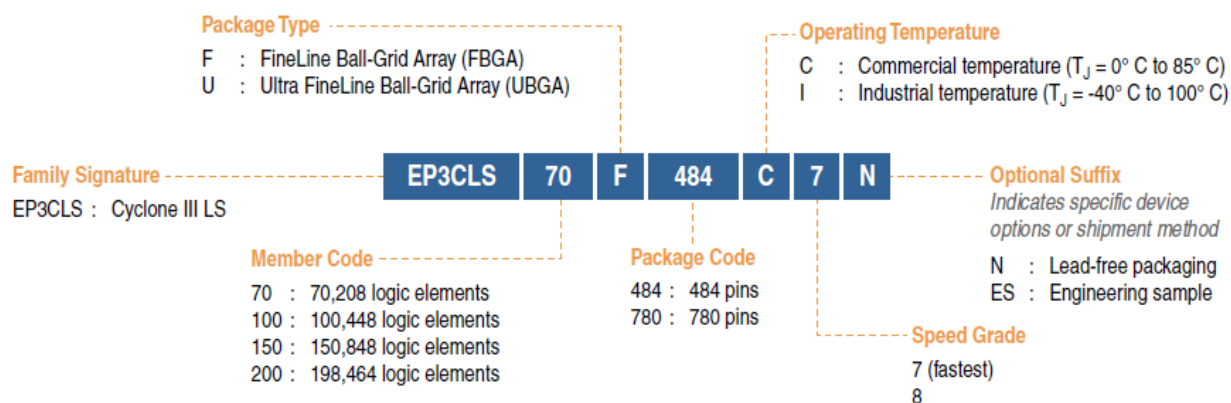 Package Type
F : FineLine Ball-Grid Array (FBGA)
U : Ultra FineLine Ball-Grid Array (UBGA)
Operating Temperature
C : Commercial temperature (TJ = 0° C to 85° C)
I : Industrial temperature (TJ = -40° C to 100° C)
Family Signature
EP3CLS : Cyclone III LS
EP3CLS 70 F 484 C 7 N
Optional Suffix
Indicates specific device
options or shipment method
N : Lead-free packaging
ES : Engineering sample
Member Code
70 : 70,208 logic elements
100 : 100,448 logic elements
150 : 150,848 logic elements
200 : 198,464 logic elements
Package Code
484 : 484 pins
780 : 780 pins
Speed Grade
7 (fastest)
8